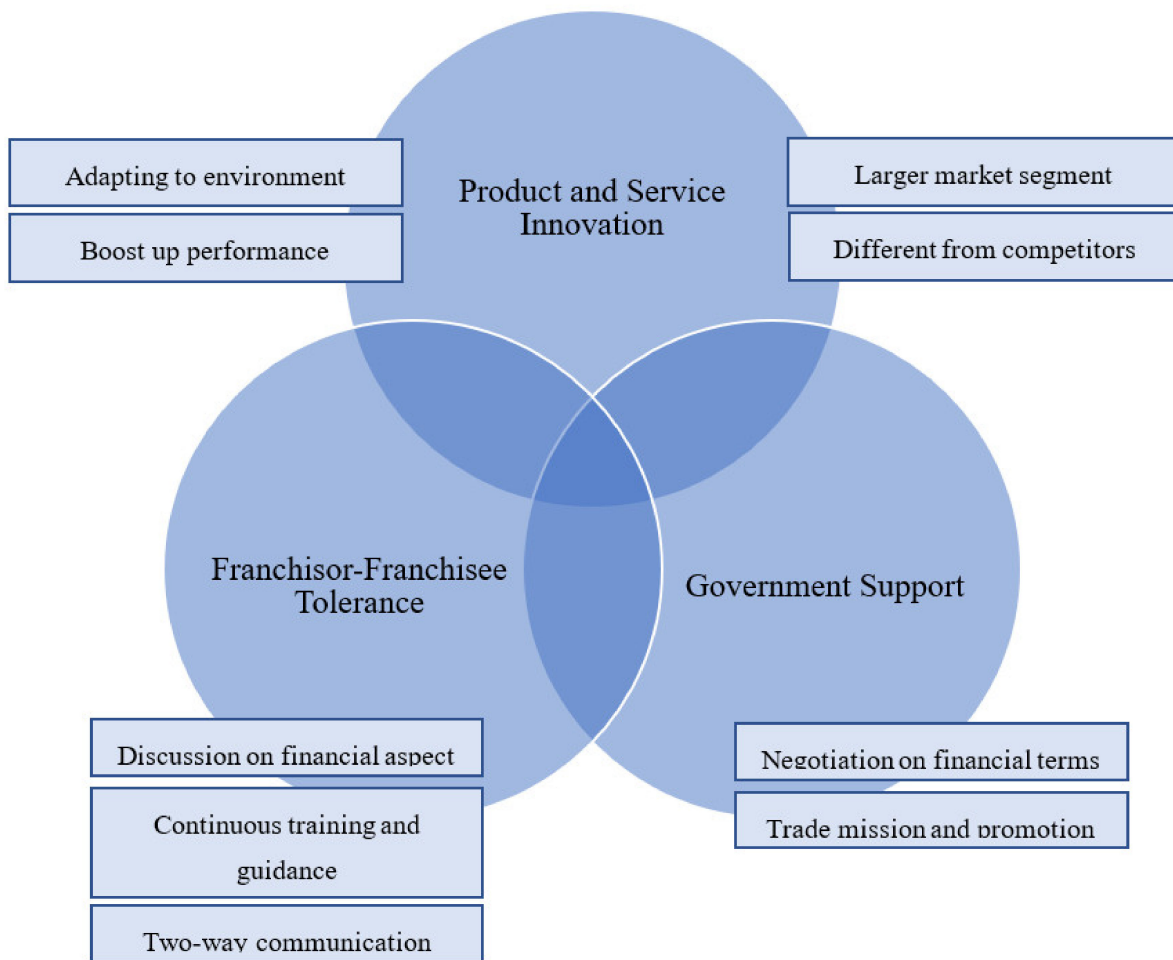 Adapting to environment
Boost up performance
Product and Service
Innovation
Larger market segment
Different from competitors
Franchisor-Franchisee
Tolerance
Government Support
Discussion on financial aspect
Continuous training and
guidance
Two-way communication
Negotiation on financial terms
Trade mission and promotion